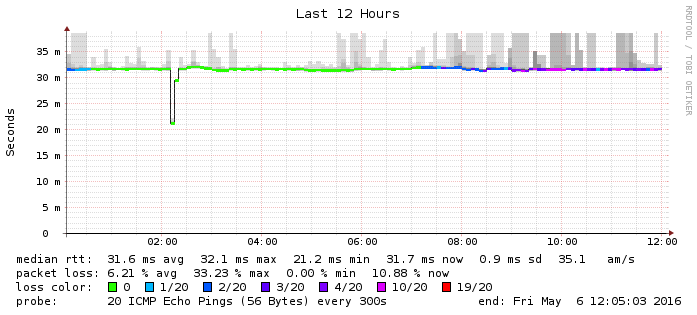 Last 12 Hours
RRDTOOL / TOBI OETIKER
Seconds
35 m
30 m
25 m
20 m
15 m
10 m
5 m
0
02:00 04:00 06:00 08:00 10:00 12:00
median rtt: 31.6 ms avg 32.1 ms max 21.2 ms min 31.7 ms now 0.9 ms sd 35.1 am/s
packet loss: 6.21 % avg 33.23 % max 0.00 % min 10.88 % now
loss color: 0 1/20 2/20 3/20 4/20 10/20 19/20
probe: 20 ICMP Echo Pings (56 Bytes) every 300s end: Fri May 6 12:05:03 2016